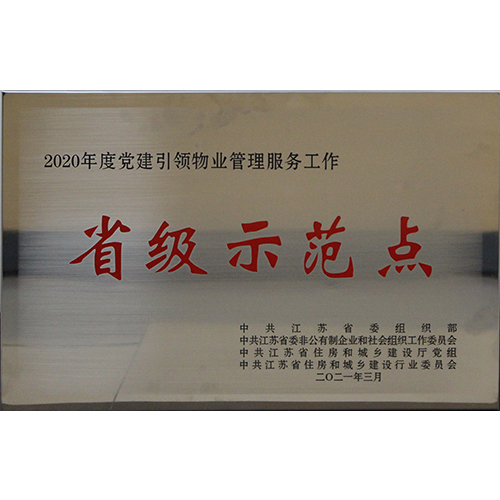 2020年度党建引领物业管理服务工作
省级示范点
中共江苏省委组织部
中共江苏省委非公有制企业和社会组织工作委员会
中共江苏省住房和城乡建设厅党组
中共江苏省住房和城乡建设行业委员会
二〇二一年三月